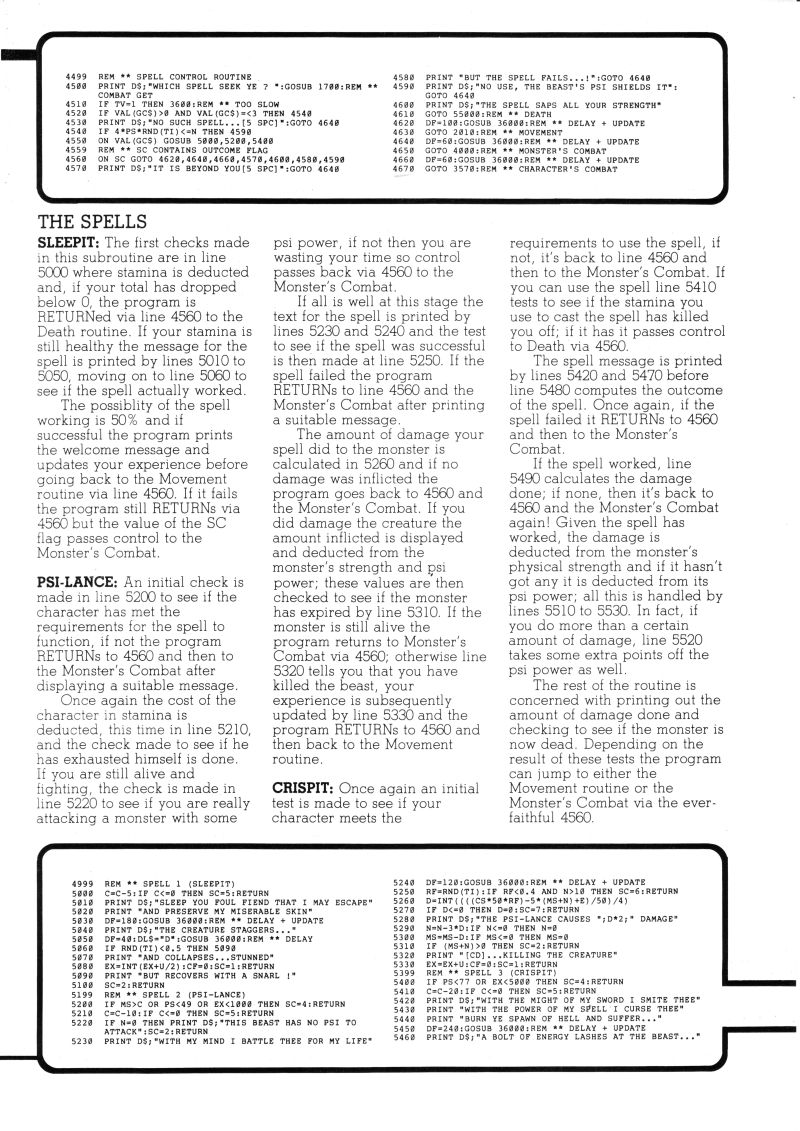 4499 REM ** SPELL CONTROL ROUTINE
4500 PRINT D$;"WHICH SPELL SEEK YE ? ":GOSUB 1700:REM **
COMBAT GET
4510 IF TV=1 THEN 3600:REM ** TOO SLOW
4520 IF VAL(GC$)>0 AND VAL(GC$)=<3 THEN 4540
4530 PRINT D$;"NO SUCH SPELL...[5 SPC]":GOTO 4640
4540 IF 4*PS*RND(TI)<=N THEN 4590
4550 ON VAL(GC$) GOSUB 5000,5200,5400
4559 REM ** SC CONTAINS OUTCOME FLAG
4560 ON SC GOTO 4620,4640,4660,4570,4600,4580,4590
4570 PRINT D$;"IT IS BEYOND YOU[5 SPC]":GOTO 4640
4580 PRINT "BUT THE SPELL FAILS...!":GOTO 4640
4590 PRINT D$;"NO USE, THE BEAST'S PSI SHIELDS IT":
GOTO 4640
4600 PRINT D$;"THE SPELL SAPS ALL YOUR STRENGTH"
4610 GOTO 55000:REM ** DEATH
4620 DF=100:GOSUB 36000:REM ** DELAY + UPDATE
4630 GOTO 2010:REM ** MOVEMENT
4640 DF=60:GOSUB 36000:REM ** DELAY + UPDATE
4650 GOTO 4000:REM ** MONSTER'S COMBAT
4660 DF=60:GOSUB 36000:REM ** DELAY + UPDATE
4670 GOTO 3570:REM ** CHARACTER'S COMBAT
THE SPELLS
SLEEPIT: The first checks made
in this subroutine are in line
5000 where stamina is deducted
and, if your total has dropped
below 0, the program is
RETURNed via line 4560 to the
Death routine. If your stamina is
still healthy the message for the
spell is printed by lines 5010 to
5050, moving on to line 5060 to
see if the spell actually worked.
The possiblity of the spell
working is 50% and if
successful the program prints
the welcome message and
updates your experience before
going back to the Movement
routine via line 4560. If it fails
the program still RETURNs via
4560 but the value of the SC
flag passes control to the
Monster's Combat.
PSI-LANCE: An initial check is
made in line 5200 to see if the
character has met the
requirements for the spell to
function, if not the program
RETURNs to 4560 and then to
the Monster's Combat after
displaying a suitable message.
Once again the cost of the
character in stamina is
deducted, this time in line 5210,
and the check made to see if he
has exhausted himself is done.
If you are still alive and
fighting, the check is made in
line 5220 to see if you are really
attacking a monster with some
psi power, if not then you are
wasting your time so control
passes back via 4560 to the
Monster's Combat.
If all is well at this stage the
text for the spell is printed by
lines 5230 and 5240 and the test
to see if the spell was successful
is then made at line 5250. If the
spell failed the program
RETURNs to line 4560 and the
Monster's Combat after printing
a suitable message.
The amount of damage your
spell did to the monster is
calculated in 5260 and if no
damage was inflicted the
program goes back to 4560 and
the Monster's Combat. If you
did damage the creature the
amount inflicted is displayed
and deducted from the
monster's strength and psi
power; these values are then
checked to see if the monster
has expired by line 5310. If the
monster is still alive the
program returns to Monster's
Combat via 4560; otherwise line
5320 tells you that you have
killed the beast, your
experience is subsequently
updated by line 5330 and the
program RETURNs to 4560 and
then back to the Movement
routine.
CRISPIT: Once again an initial
test is made to see if your
character meets the
requirements to use the spell, if
not, it's back to line 4560 and
then to the Monster's Combat. If
you can use the spell line 5410
tests to see if the stamina you
use to cast the spell has killed
you off; if it has it passes control
to Death via 4560.
The spell message is printed
by lines 5420 and 5470 before
line 5480 computes the outcome
of the spell. Once again, if the
spell failed it RETURNs to 4560
and then to the Monster's
Combat.
If the spell worked, line
5490 calculates the damage
done; if none, then it's back to
4560 and the Monster's Combat
again! Given the spell has
worked, the damage is
deducted from the monster's
physical strength and if it hasn't
got any it is deducted from its
psi power; all this is handled by
lines 5510 to 5530. In fact, if
you do more than a certain
amount of damage, line 5520
takes some extra points off the
psi power as well.
The rest of the routine is
concerned with printing out the
amount of damage done and
checking to see if the monster is
now dead. Depending on the
result of these tests the program
can jump to either the
Movement routine or the
Monster's Combat via the ever-
faithful 4560.
4999 REM ** SPELL 1 (SLEEPIT)
5000 C=C-5:IF C<=0 THEN SC=5:RETURN
5010 PRINT D$;"SLEEP YOU FOUL FIEND THAT I MAY ESCAPE"
5020 PRINT "AND PRESERVE MY MISERABLE SKIN"
5030 DF=180:GOSUB 36000:REM ** DELAY + UPDATE
5040 PRINT D$;"THE CREATURE STAGGERS..."
5050 DF=40:DL$="D":GOSUB 36000:REM ** DELAY
5060 IF RND(TI)<0.5 THEN 5090
5070 PRINT "AND COLLAPSES...STUNNED"
5080 EX=INT(EX+U/2):CF=0:SC=1:RETURN
5090 PRINT "BUT RECOVERS WITH A SNARL !"
5100 SC=2:RETURN
5199 REM ** SPELL 2 (PSI-LANCE)
5200 IF MS>C OR PS<49 OR EX<1000 THEN SC=4:RETURN
5210 C=C-10:IF C<=0 THEN SC=5:RETURN
5220 IF N=0 THEN PRINT D$;"THIS BEAST HAS NO PSI TO
ATTACK":SC=2:RETURN
5230 PRINT D$;"WITH MY MIND I BATTLE THEE FOR MY LIFE"
5240 DF=120:GOSUB 36000:REM ** DELAY + UPDATE
5250 RF=RND(TI):IF RF<0.4 AND N>10 THEN SC=6:RETURN
5260 D=INT((((CS*50*RF)-5*(MS+N)+E)/50)/4)
5270 IF D<=0 THEN D=0:SC=7:RETURN
5280 PRINT D$;"THE PSI-LANCE CAUSES ";D*2;" DAMAGE"
5290 N=N-3*D:IF N<=0 THEN N=0
5300 MS=MS-D:IF MS<=0 THEN MS=0
5310 IF (MS+N)>0 THEN SC=2:RETURN
5320 PRINT "[CD]...KILLING THE CREATURE"
5330 EX=EX+U:CF=0:SC=1:RETURN
5399 REM ** SPELL 3 (CRISPIT)
5400 IF PS<77 OR EX<5000 THEN SC=4:RETURN
5410 C=C-20:IF C<=0 THEN SC=5:RETURN
5420 PRINT D$;"WITH THE MIGHT OF MY SWORD I SMITE THEE"
5430 PRINT "WITH THE POWER OF MY SPELL I CURSE THEE"
5440 PRINT "BURN YE SPAWN OF HELL AND SUFFER..."
5450 DF=240:GOSUB 36000:REM ** DELAY + UPDATE
5460 PRINT D$;"A BOLT OF ENERGY LASHES AT THE BEAST..."